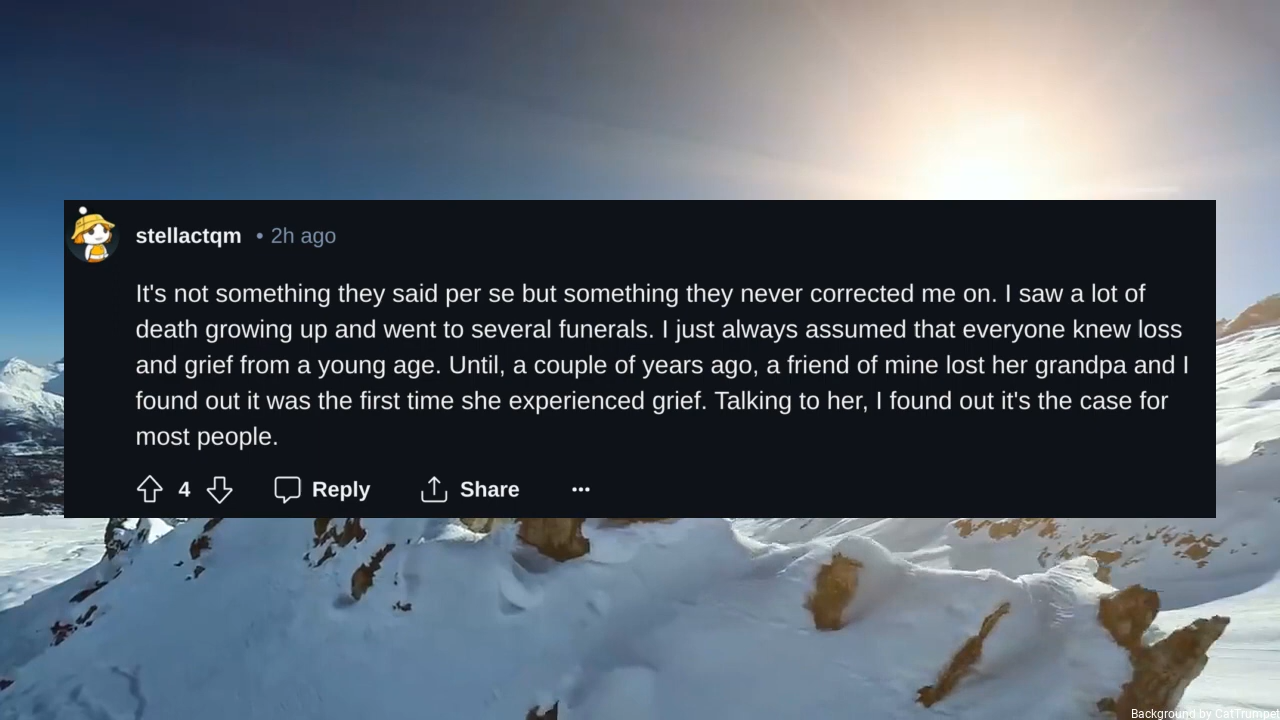 stellactqm • 2h ago
It's not something they said per se but something they never corrected me on. I saw a lot of
death growing up and went to several funerals. I just always assumed that everyone knew loss
and grief from a young age. Until, a couple of years ago, a friend of mine lost her grandpa and I
found out it was the first time she experienced grief. Talking to her, I found out it's the case for
most people.
4 Reply Share ...
Background by CatTrumpet